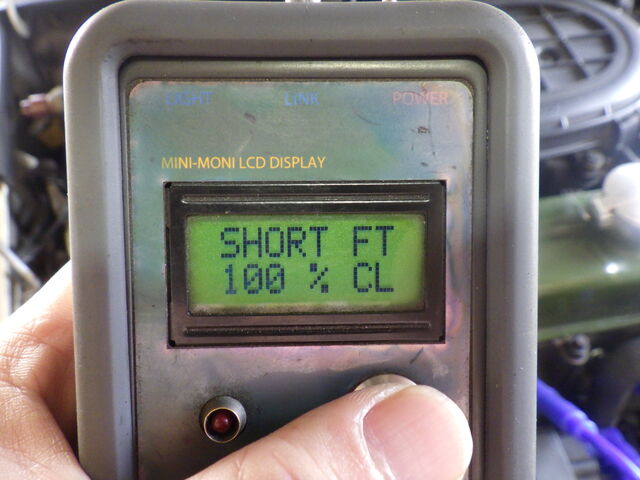 LIGHT LINK POWER
MINI-MONI LCD DISPLAY
SHORT FT
100 % CL